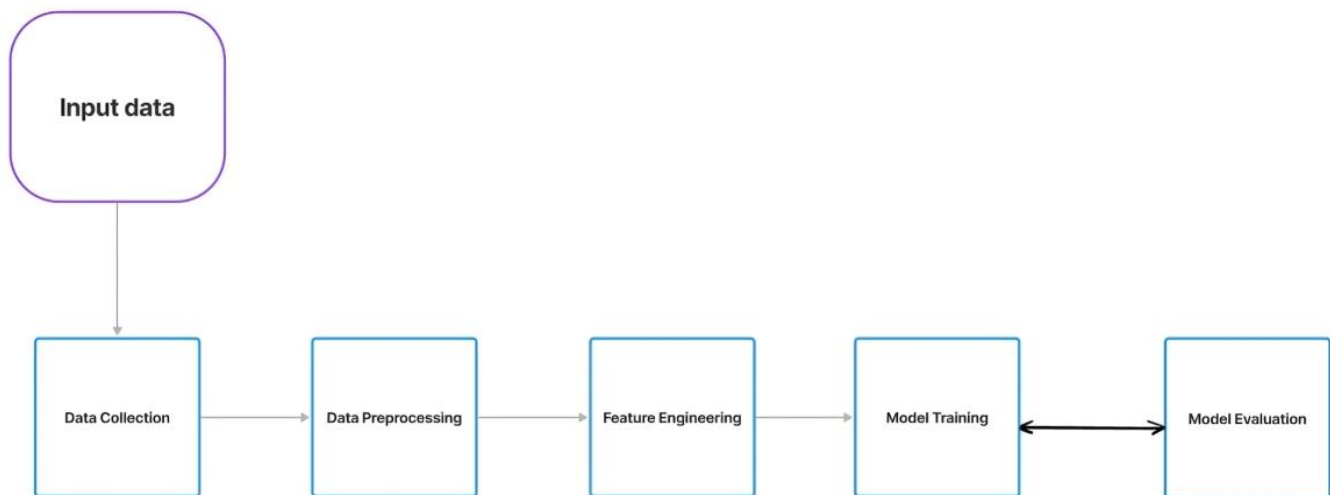 Input data
Data Collection
Data Preprocessing
Feature Engineering
Model Training
Model Evaluation